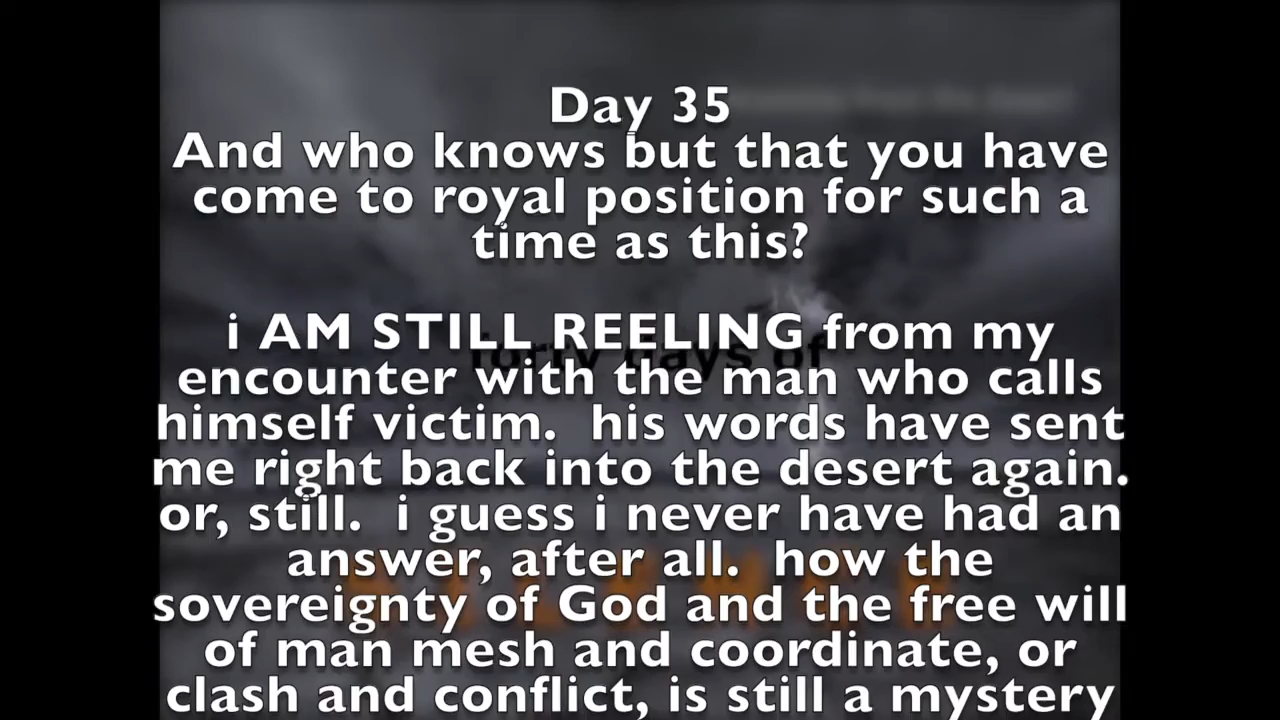 Day 35
And who knows but that you have
come to royal position for such a
time as this?
i AM STILL REELING from my
forty days of
encounter with the man who calls
himself victim.  his words have sent
me right back into the desert again.
or, still.  i guess i never have had an
answer, after all.  how the
sovereignty of God and the free will
of man mesh and coordinate, or
clash and conflict, is still a mystery